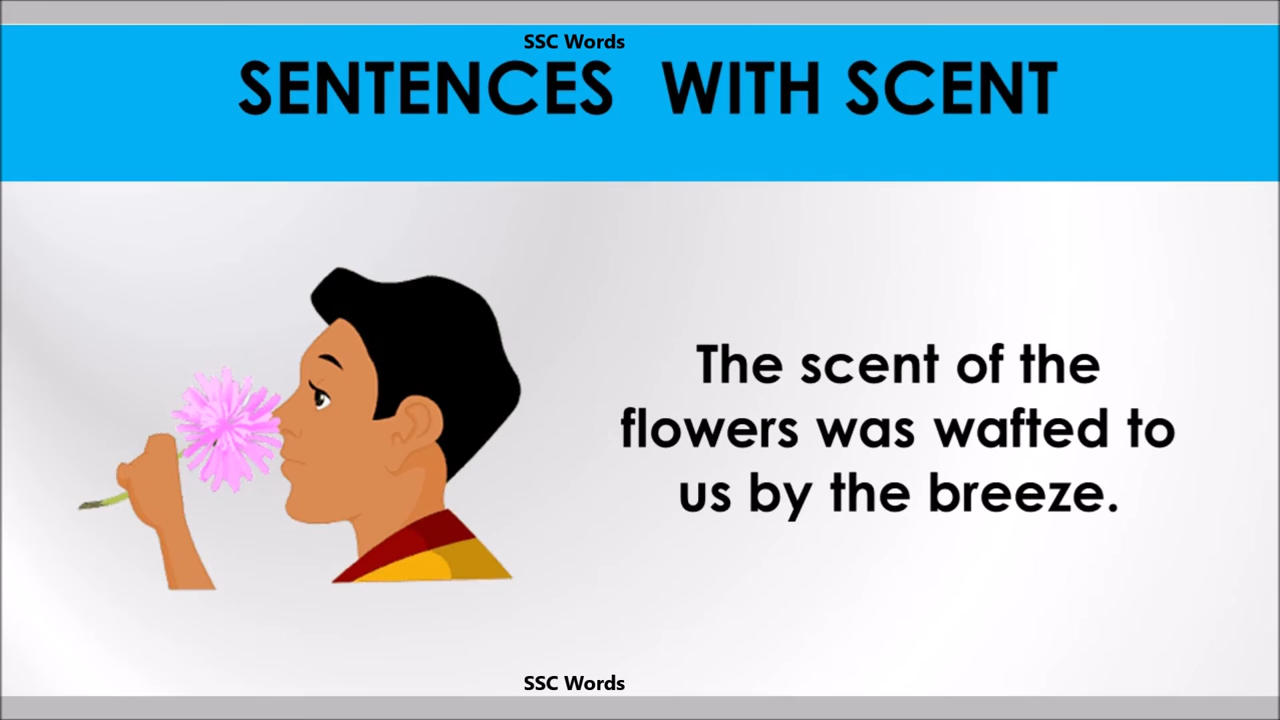 SSC Words
SENTENCES WITH SCENT
The scent of the
flowers was wafted to
us by the breeze.
SSC Words